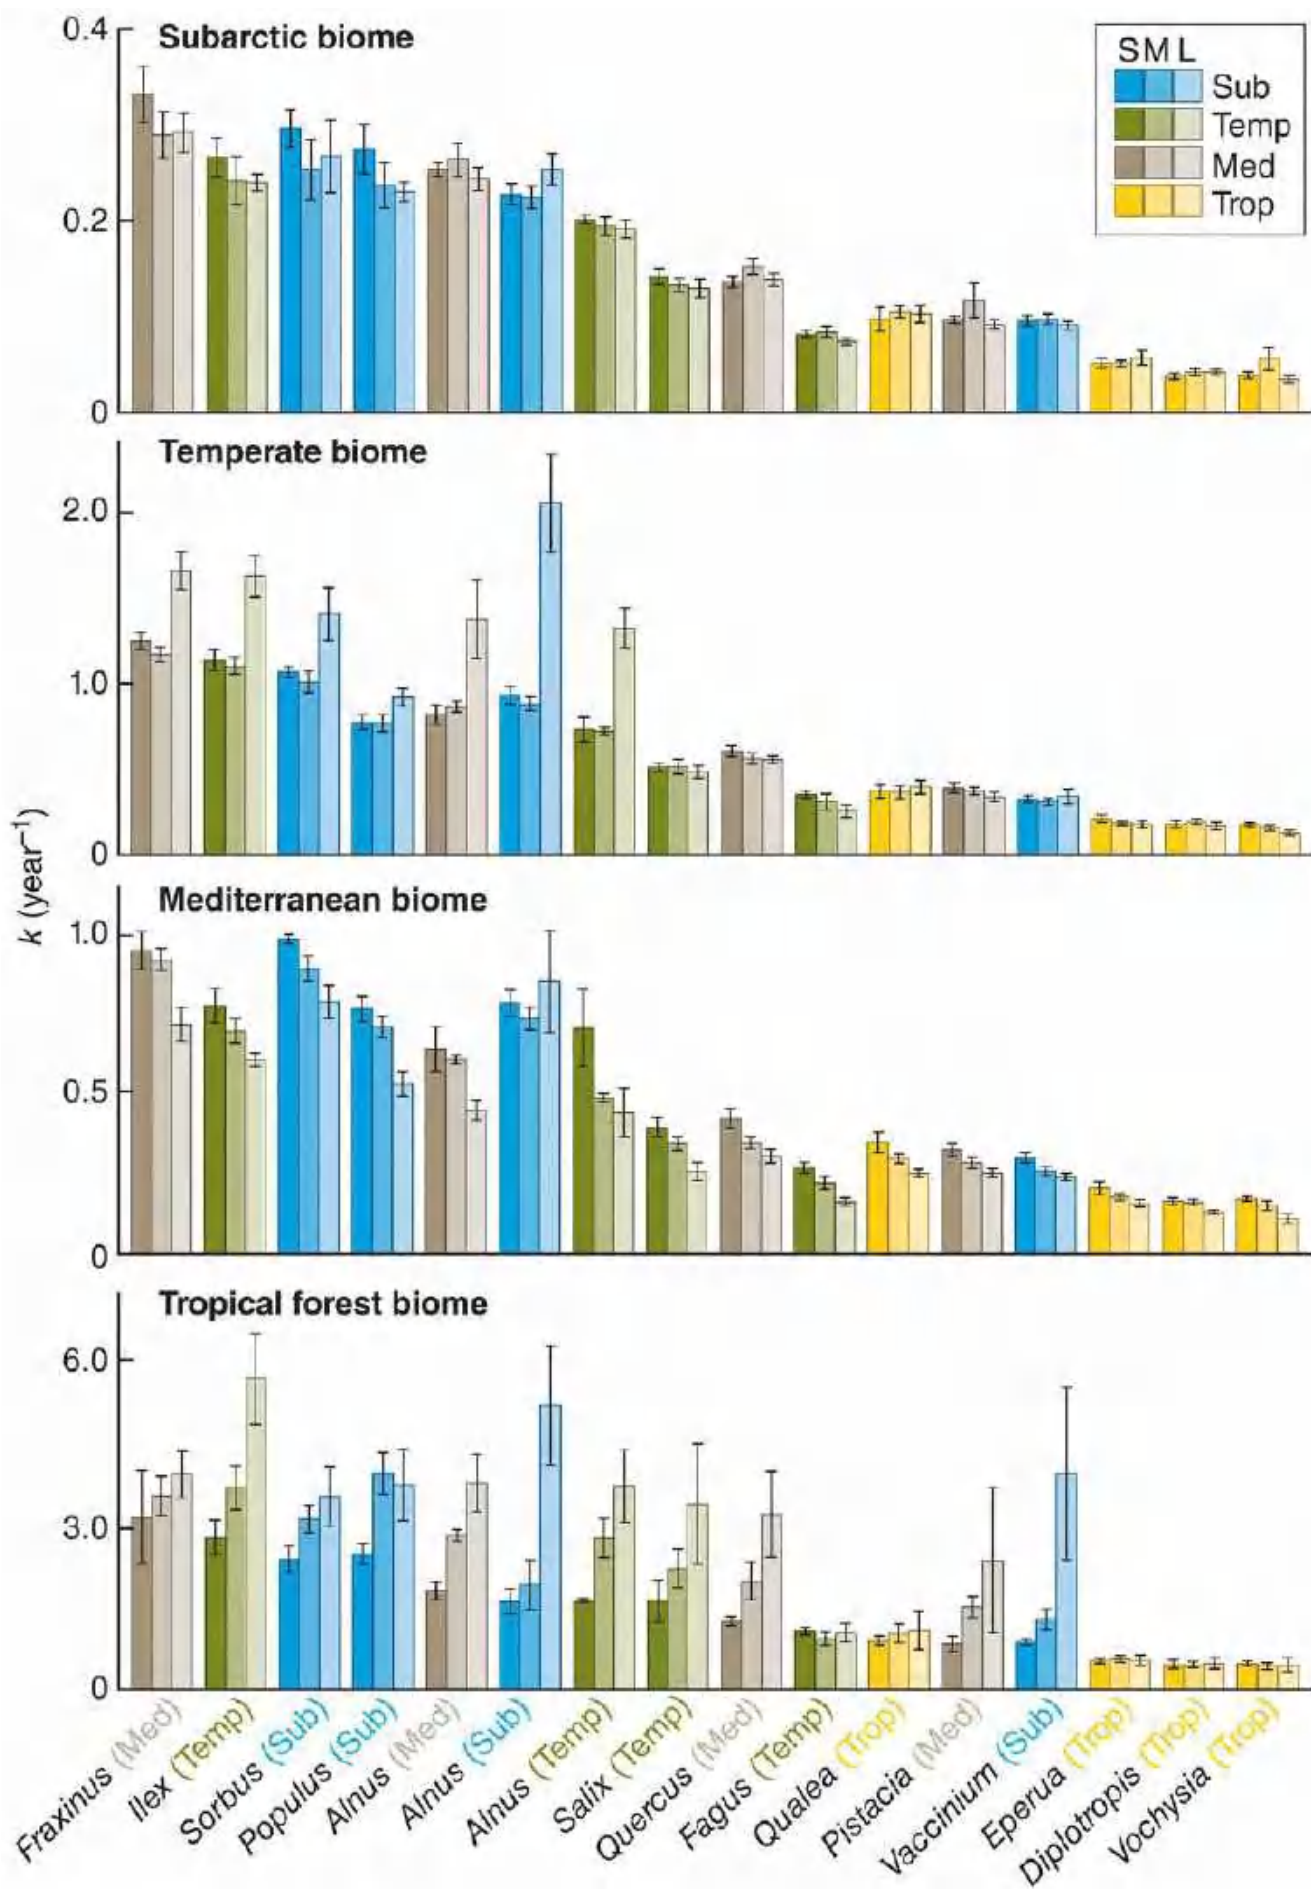 Subarctic biome
0.4
0.2
0
S M L
Sub
Temp
Med
Trop
Temperate biome
2.0
1.0
0
k (year⁻¹)
Mediterranean biome
1.0
0.5
0
Tropical forest biome
6.0
3.0
0
Fraxinus (Med)
Ilex (Temp)
Sorbus (Sub)
Populus (Sub)
Alnus (Med)
Alnus (Sub)
Alnus (Temp)
Salix (Temp)
Quercus (Med)
Fagus (Temp)
Qualea (Trop)
Pistacia (Med)
Vaccinium (Sub)
Eperua (Trop)
Diplotropis (Trop)
Vochysia (Trop)